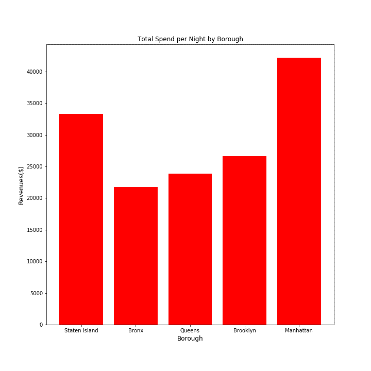 Total Spend per Night by Borough
Revenues($)
40000
35000
30000
25000
20000
15000
10000
5000
0
Staten Island Bronx Queens Brooklyn Manhattan
Borough